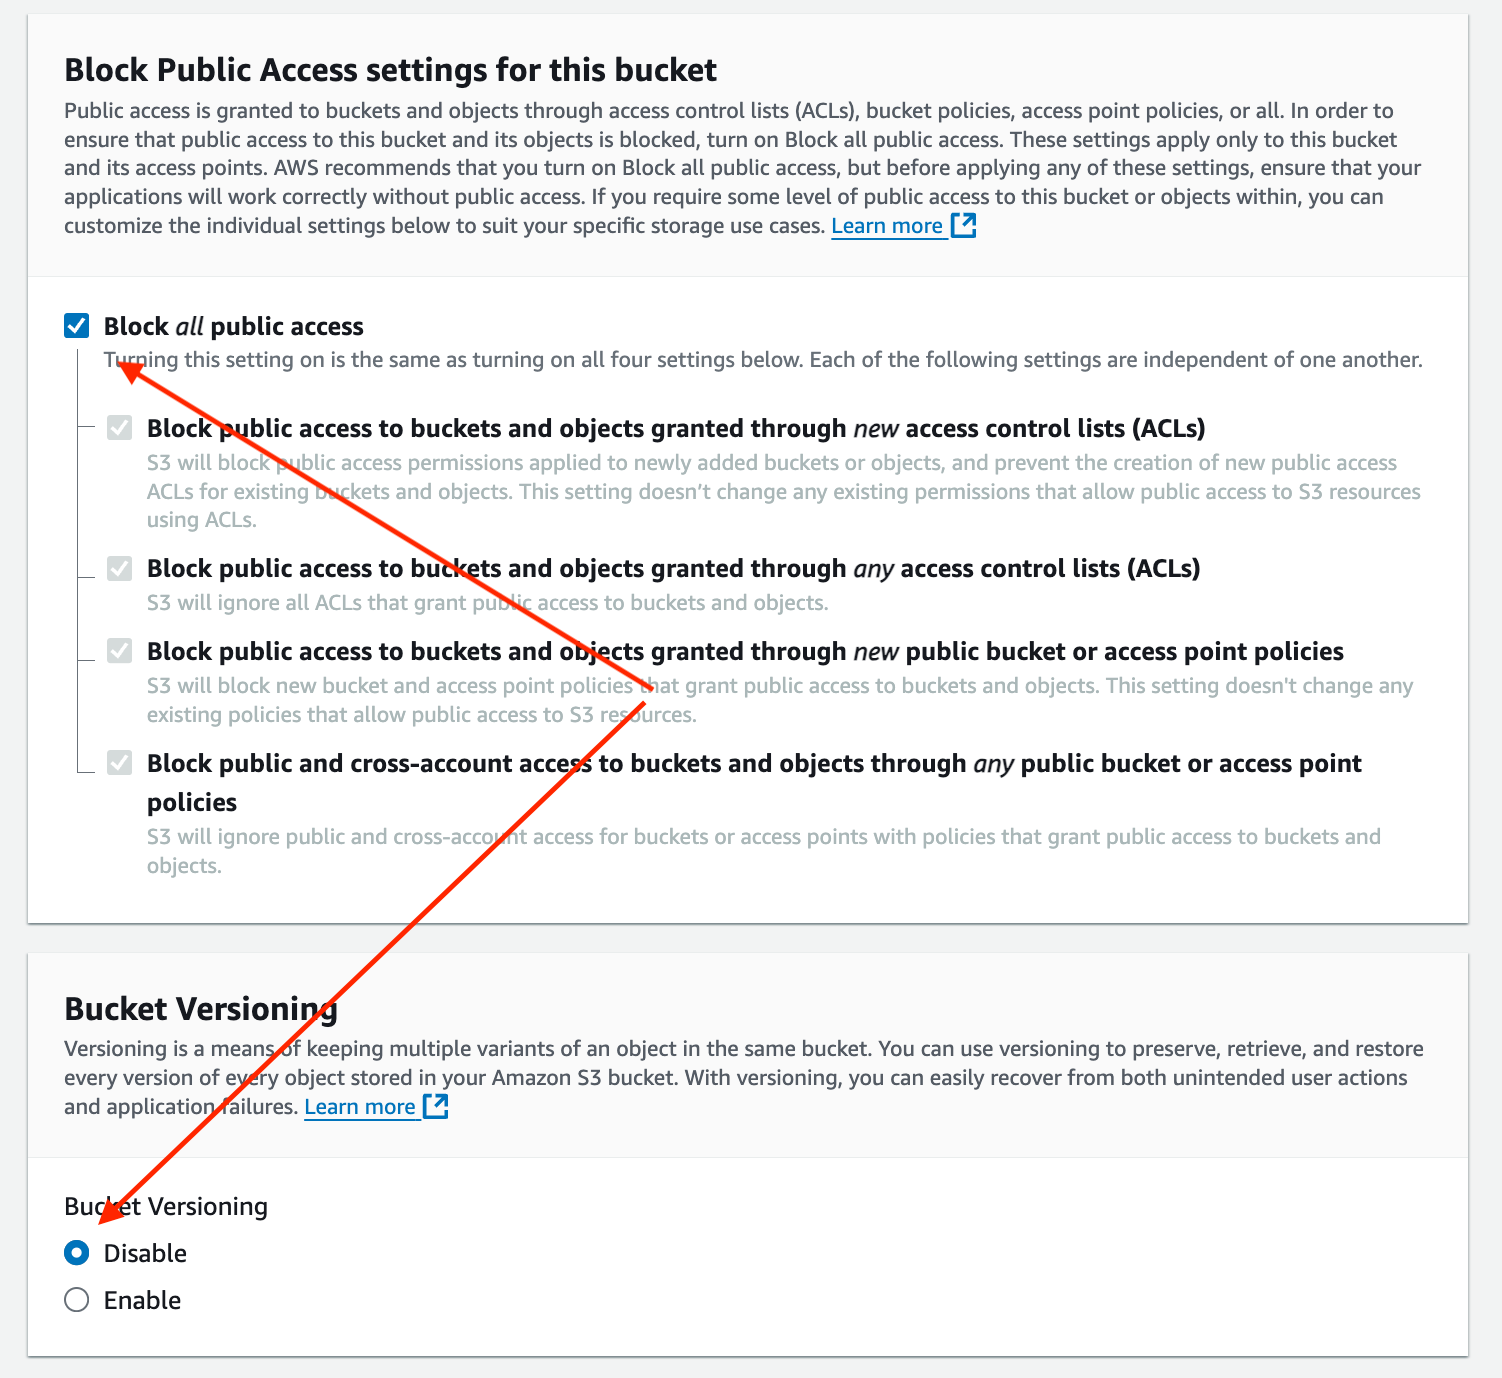 Block Public Access settings for this bucket
Public access is granted to buckets and objects through access control lists (ACLs), bucket policies, access point policies, or all. In order to
ensure that public access to this bucket and its objects is blocked, turn on Block all public access. These settings apply only to this bucket
and its access points. AWS recommends that you turn on Block all public access, but before applying any of these settings, ensure that your
applications will work correctly without public access. If you require some level of public access to this bucket or objects within, you can
customize the individual settings below to suit your specific storage use cases. Learn more
Block all public access
Turning this setting on is the same as turning on all four settings below. Each of the following settings are independent of one another.
Block public access to buckets and objects granted through new access control lists (ACLs)
S3 will block public access permissions applied to newly added buckets or objects, and prevent the creation of new public access
ACLs for existing buckets and objects. This setting doesn’t change any existing permissions that allow public access to S3 resources
using ACLs.
Block public access to buckets and objects granted through any access control lists (ACLs)
S3 will ignore all ACLs that grant public access to buckets and objects.
Block public access to buckets and objects granted through new public bucket or access point policies
S3 will block new bucket and access point policies that grant public access to buckets and objects. This setting doesn't change any
existing policies that allow public access to S3 resources.
Block public and cross-account access to buckets and objects through any public bucket or access point
policies
S3 will ignore public and cross-account access for buckets or access points with policies that grant public access to buckets and
objects.
Bucket Versioning
Versioning is a means of keeping multiple variants of an object in the same bucket. You can use versioning to preserve, retrieve, and restore
every version of every object stored in your Amazon S3 bucket. With versioning, you can easily recover from both unintended user actions
and application failures. Learn more
Bucket Versioning
Disable
Enable